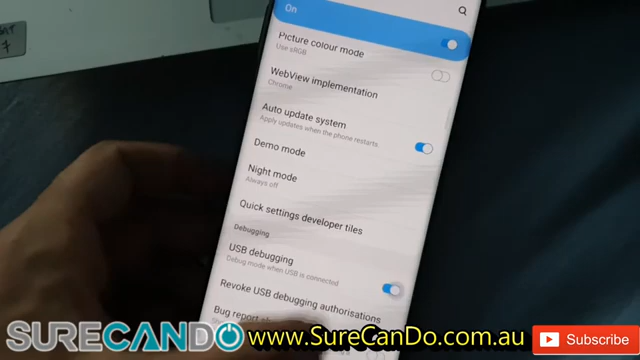 On
Picture colour mode
Use sRGB
WebView implementation
Chrome
Auto update system
Apply updates when the phone restarts.
Demo mode
Night mode
Always off
Quick settings developer tiles
Debugging
USB debugging
Debug mode when USB is connected
Revoke USB debugging authorisations
Bug report
SURECANDO
www.SureCanDo.com.au
Subscribe